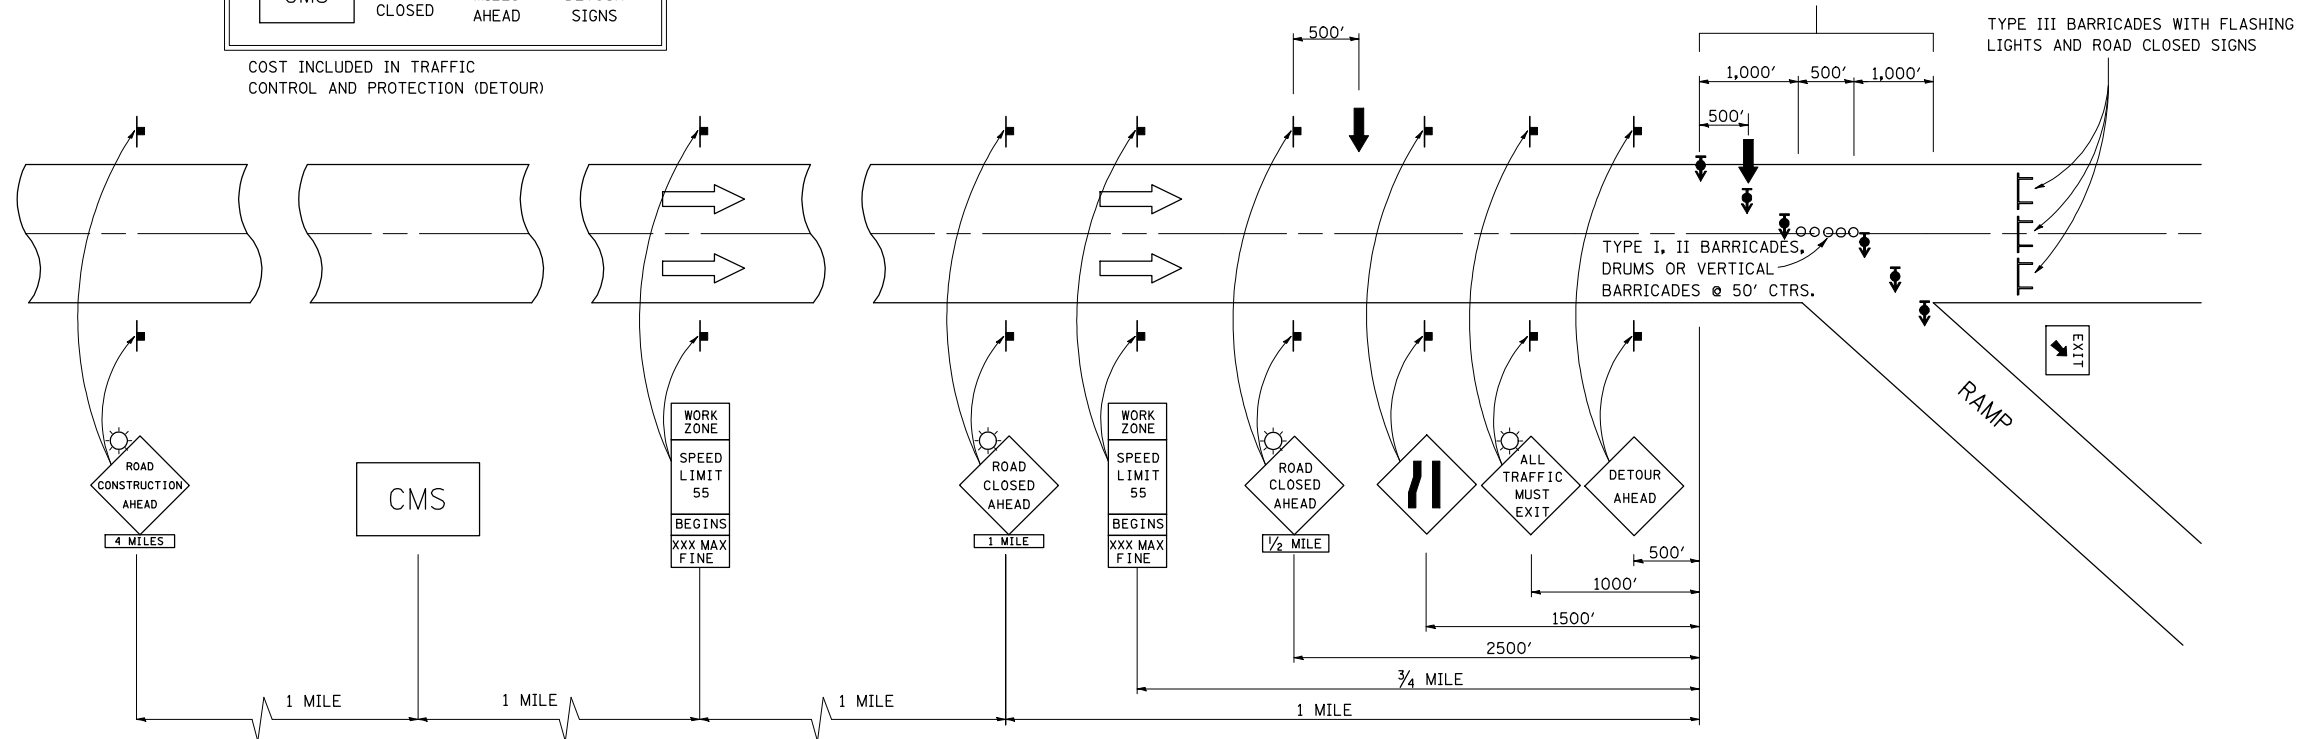 CLOSED
AHEAD
SIGNS
COST INCLUDED IN TRAFFIC
CONTROL AND PROTECTION (DETOUR)
500'
TYPE III BARRICADES WITH FLASHING
LIGHTS AND ROAD CLOSED SIGNS
1,000'
500'
1,000'
500'
TYPE I, II BARRICADES,
DRUMS OR VERTICAL
BARRICADES @ 50' CTRS.
EXIT
RAMP
ROAD
CONSTRUCTION
AHEAD
4 MILES
CMS
WORK
ZONE
SPEED
LIMIT
55
BEGINS
XXX MAX
FINE
ROAD
CLOSED
AHEAD
1 MILE
WORK
ZONE
SPEED
LIMIT
55
BEGINS
XXX MAX
FINE
ROAD
CLOSED
AHEAD
1/2 MILE
ALL
TRAFFIC
MUST
EXIT
DETOUR
AHEAD
500'
1000'
1500'
2500'
3/4 MILE
1 MILE
1 MILE
1 MILE
1 MILE